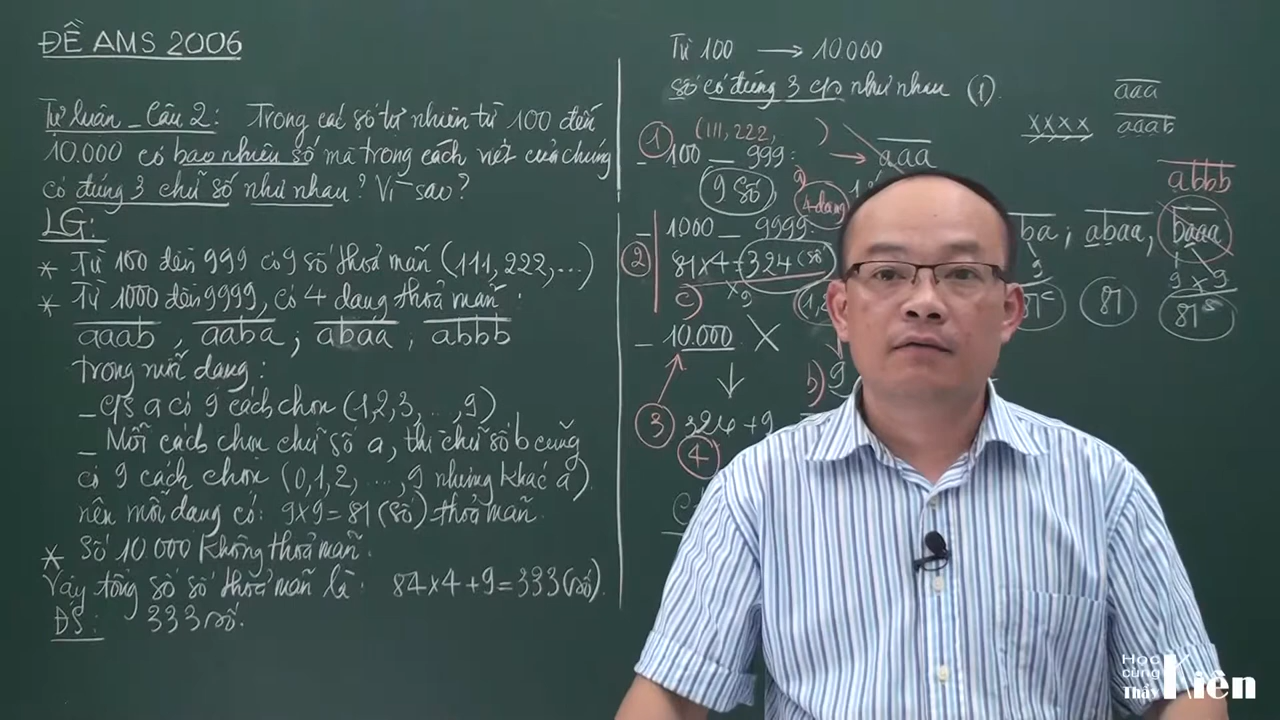 ĐỀ AMS 2006
Tự luận _ Câu 2: Trong các số tự nhiên từ 100 đến
10.000 có bao nhiêu số mà trong cách viết của chúng
có đúng 3 chữ số như nhau? Vì sao?
LG:
* Từ 100 đến 999 có 9 số thoả mãn (111, 222, ...)
* Từ 1000 đến 9999, có 4 dạng thoả mãn:
aaab, aaba; abaa; abbb
trong mỗi dạng:
_ c/s a có 9 cách chọn (1,2,3, ..., 9)
_ Mỗi cách chọn chữ số a, thì chữ số b cũng
có 9 cách chọn (0,1,2, ..., 9 nhưng khác a)
nên mỗi dạng có: 9x9=81 (số) thoả mãn.
* Số 10 000 không thoả mãn.
Vậy tổng số số thoả mãn là: 84x4+9=333(số).
ĐS: 333 số.
Từ 100 → 10.000
số có đúng 3 c/s như nhau (1).
aaa
aaab
xxxx
1 (111, 222, )
_ 100 _ 999: → aaa
9 số
4 dạng
abbb
2 _ 1000 _ 9999:
ba; abaa, baaa
81x4=324 (số)
9
81
9 x 9
81 s
c)
_ 10.000 X
b) 9
3 324+9
4
Học
cùng
Thầy Kiên